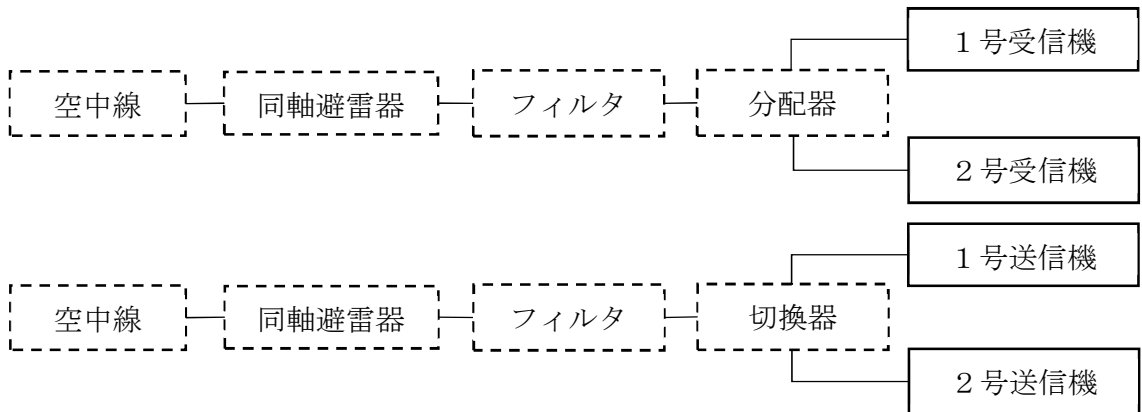 １号受信機
空中線
同軸避雷器
フィルタ
分配器
２号受信機
１号送信機
空中線
同軸避雷器
フィルタ
切換器
２号送信機